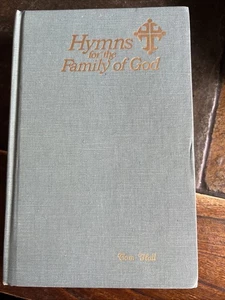 Hymns
for the
Family of God